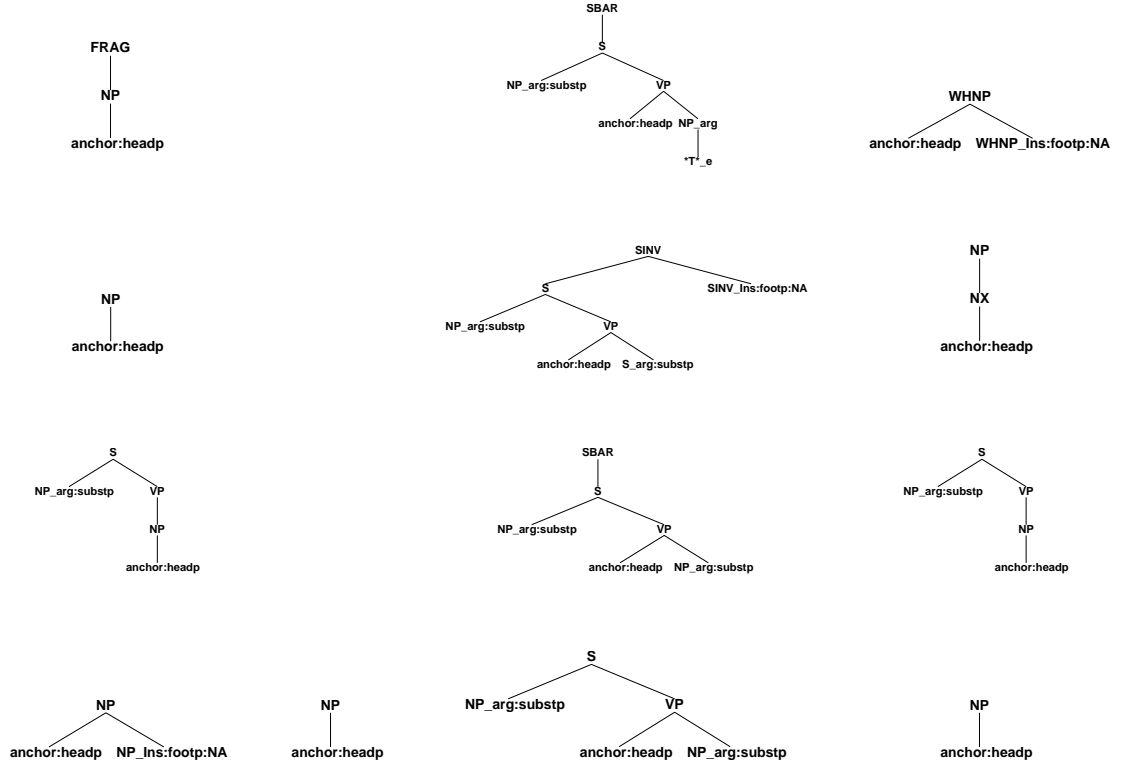 FRAG
NP
anchor:headp
SBAR
S
NP_arg:substp VP
anchor:headp NP_arg
*T*_e
WHNP
anchor:headp WHNP_Ins:footp:NA
NP
anchor:headp
SINV
S SINV_Ins:footp:NA
NP_arg:substp VP
anchor:headp S_arg:substp
NP
NX
anchor:headp
S
NP_arg:substp VP
NP
anchor:headp
SBAR
S
NP_arg:substp VP
anchor:headp NP_arg:substp
S
NP_arg:substp VP
NP
anchor:headp
NP
anchor:headp NP_Ins:footp:NA
NP
anchor:headp
S
NP_arg:substp VP
anchor:headp NP_arg:substp
NP
anchor:headp